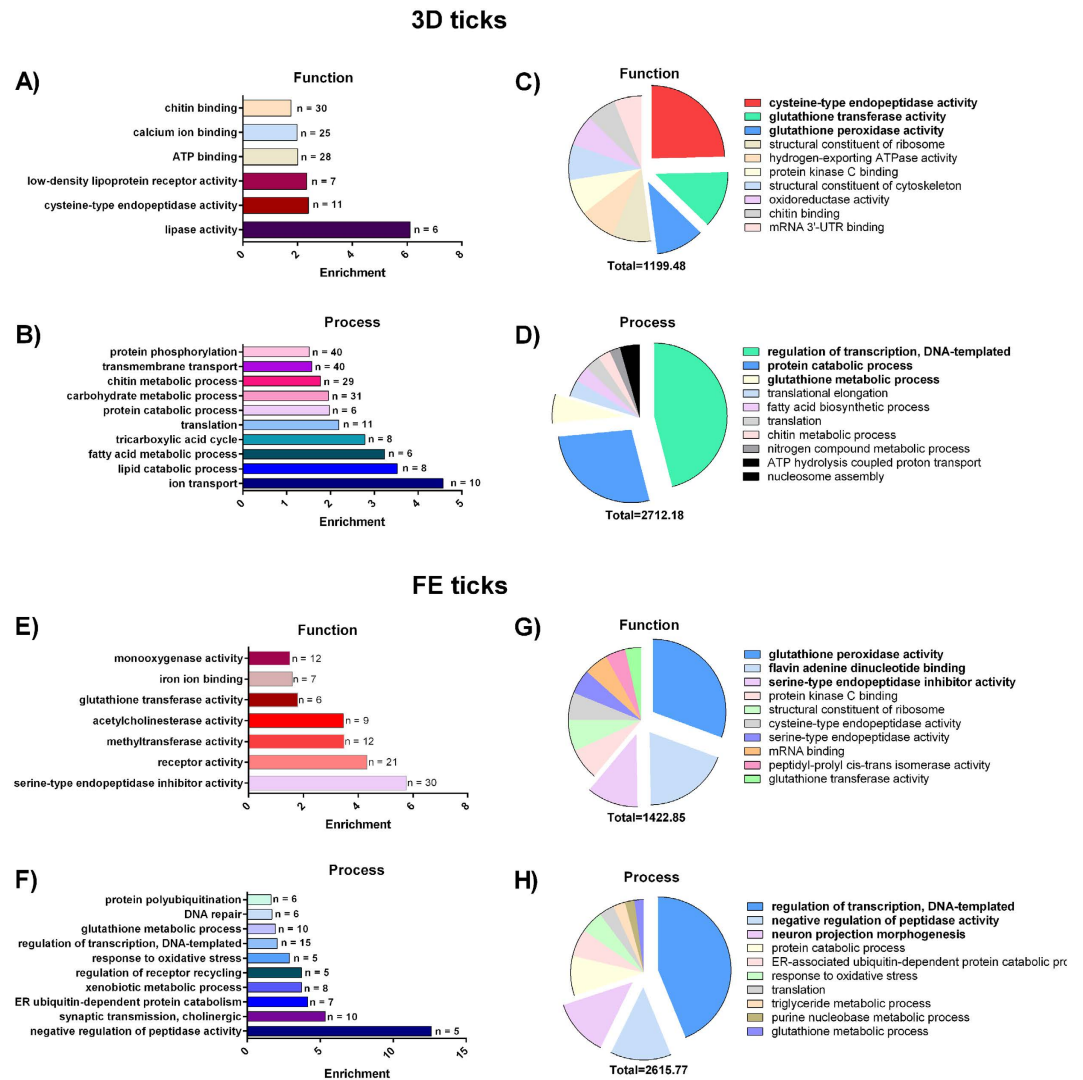 3D ticks
A)
Function
chitin binding
n = 30
calcium ion binding
n = 25
ATP binding
n = 28
low-density lipoprotein receptor activity
n = 7
cysteine-type endopeptidase activity
n = 11
lipase activity
n = 6
0 2 4 6 8
Enrichment
C)
Function
cysteine-type endopeptidase activity
glutathione transferase activity
glutathione peroxidase activity
structural constituent of ribosome
hydrogen-exporting ATPase activity
protein kinase C binding
structural constituent of cytoskeleton
oxidoreductase activity
chitin binding
mRNA 3'-UTR binding
Total=1199.48
B)
Process
protein phosphorylation
n = 40
transmembrane transport
n = 40
chitin metabolic process
n = 29
carbohydrate metabolic process
n = 31
protein catabolic process
n = 6
translation
n = 11
tricarboxylic acid cycle
n = 8
fatty acid metabolic process
n = 6
lipid catabolic process
n = 8
ion transport
n = 10
0 1 2 3 4 5
Enrichment
D)
Process
regulation of transcription, DNA-templated
protein catabolic process
glutathione metabolic process
translational elongation
fatty acid biosynthetic process
translation
chitin metabolic process
nitrogen compound metabolic process
ATP hydrolysis coupled proton transport
nucleosome assembly
Total=2712.18
FE ticks
E)
Function
monooxygenase activity
n = 12
iron ion binding
n = 7
glutathione transferase activity
n = 6
acetylcholinesterase activity
n = 9
methyltransferase activity
n = 12
receptor activity
n = 21
serine-type endopeptidase inhibitor activity
n = 30
0 2 4 6 8
Enrichment
G)
Function
glutathione peroxidase activity
flavin adenine dinucleotide binding
serine-type endopeptidase inhibitor activity
protein kinase C binding
structural constituent of ribosome
cysteine-type endopeptidase activity
serine-type endopeptidase activity
mRNA binding
peptidyl-prolyl cis-trans isomerase activity
glutathione transferase activity
Total=1422.85
F)
Process
protein polyubiquitination
n = 6
DNA repair
n = 6
glutathione metabolic process
n = 10
regulation of transcription, DNA-templated
n = 15
response to oxidative stress
n = 5
regulation of receptor recycling
n = 5
xenobiotic metabolic process
n = 8
ER ubiquitin-dependent protein catabolism
n = 7
synaptic transmission, cholinergic
n = 10
negative regulation of peptidase activity
n = 5
0 5 10 15
Enrichment
H)
Process
regulation of transcription, DNA-templated
negative regulation of peptidase activity
neuron projection morphogenesis
protein catabolic process
ER-associated ubiquitin-dependent protein catabolic pro
response to oxidative stress
translation
triglyceride metabolic process
purine nucleobase metabolic process
glutathione metabolic process
Total=2615.77